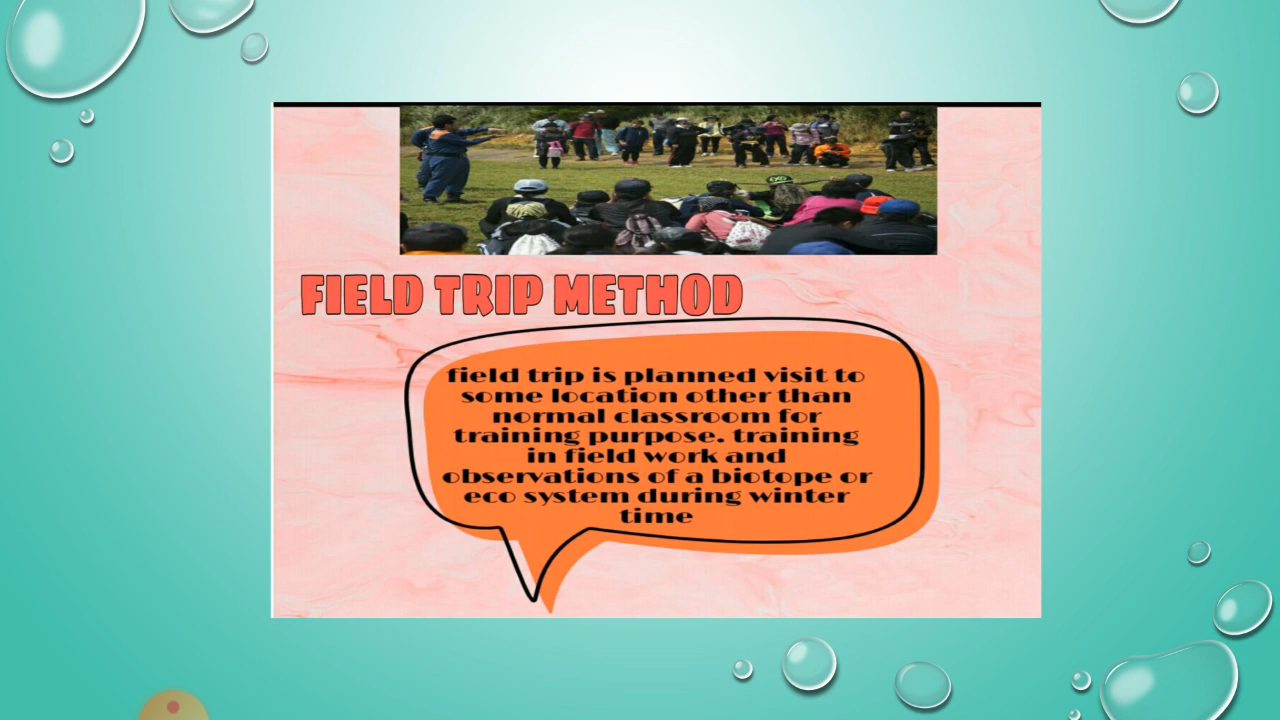 FIELD TRIP METHOD
field trip is planned visit to
some location other than
normal classroom for
training purpose. training
in field work and
observations of a biotope or
eco system during winter
time